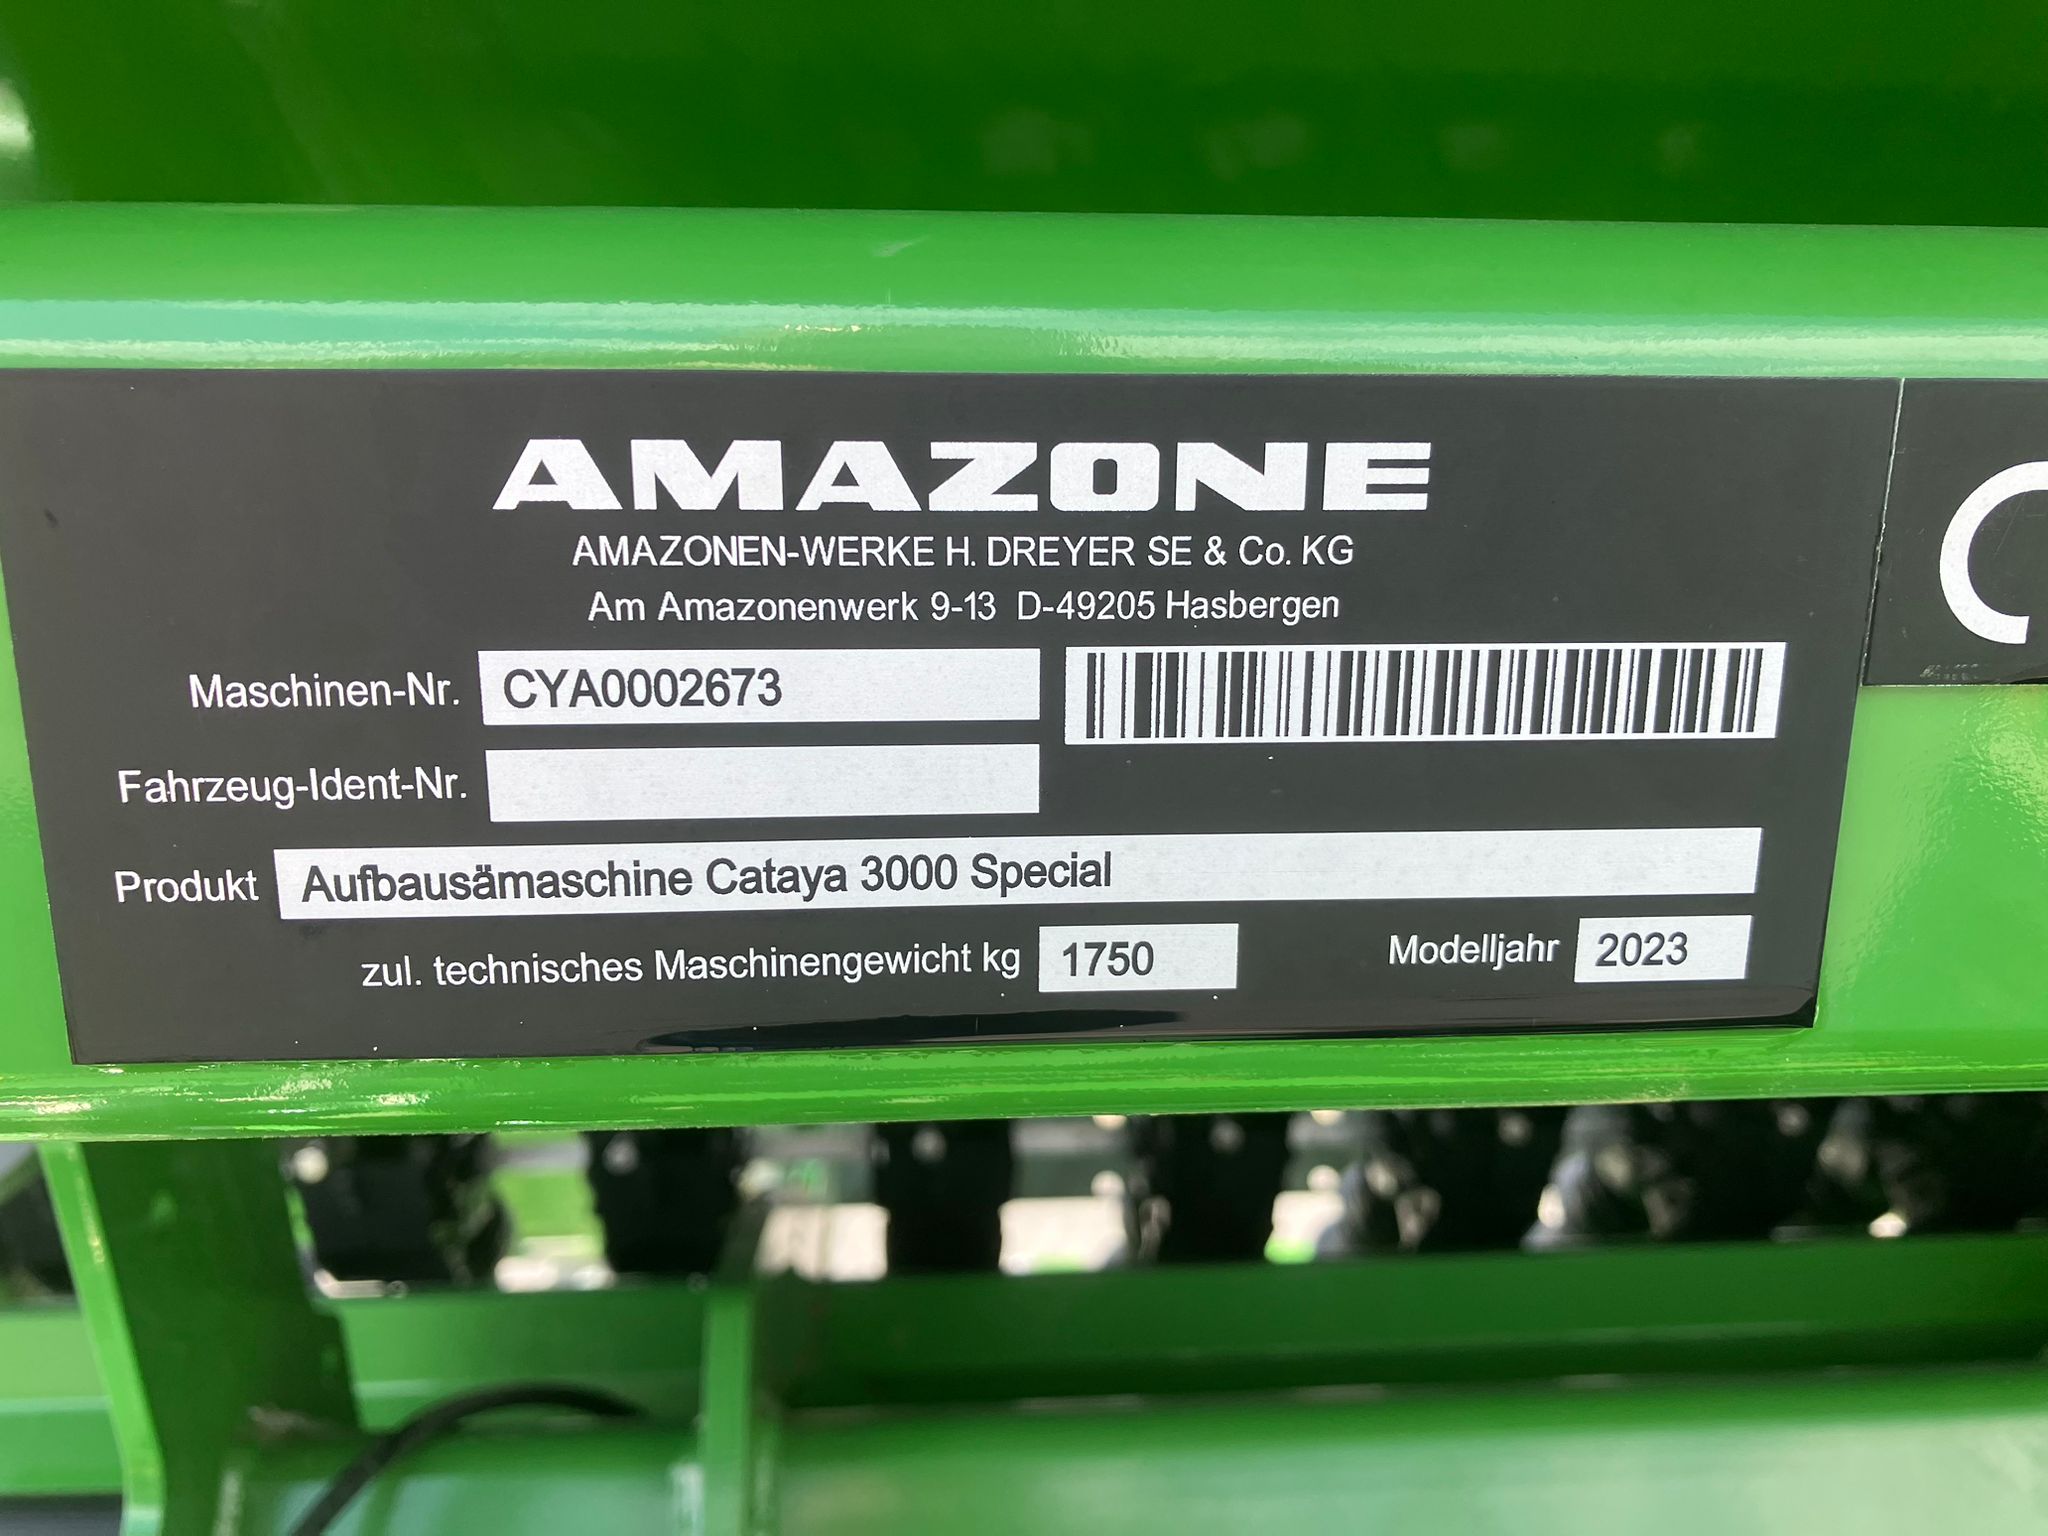 AMAZONE
AMAZONEN-WERKE H. DREYER SE & Co. KG
Am Amazonenwerk 9-13 D-49205 Hasbergen
Maschinen-Nr. CYA0002673
Fahrzeug-Ident-Nr.
Produkt Aufbausämaschine Cataya 3000 Special
zul. technisches Maschinengewicht kg 1750 Modelljahr 2023